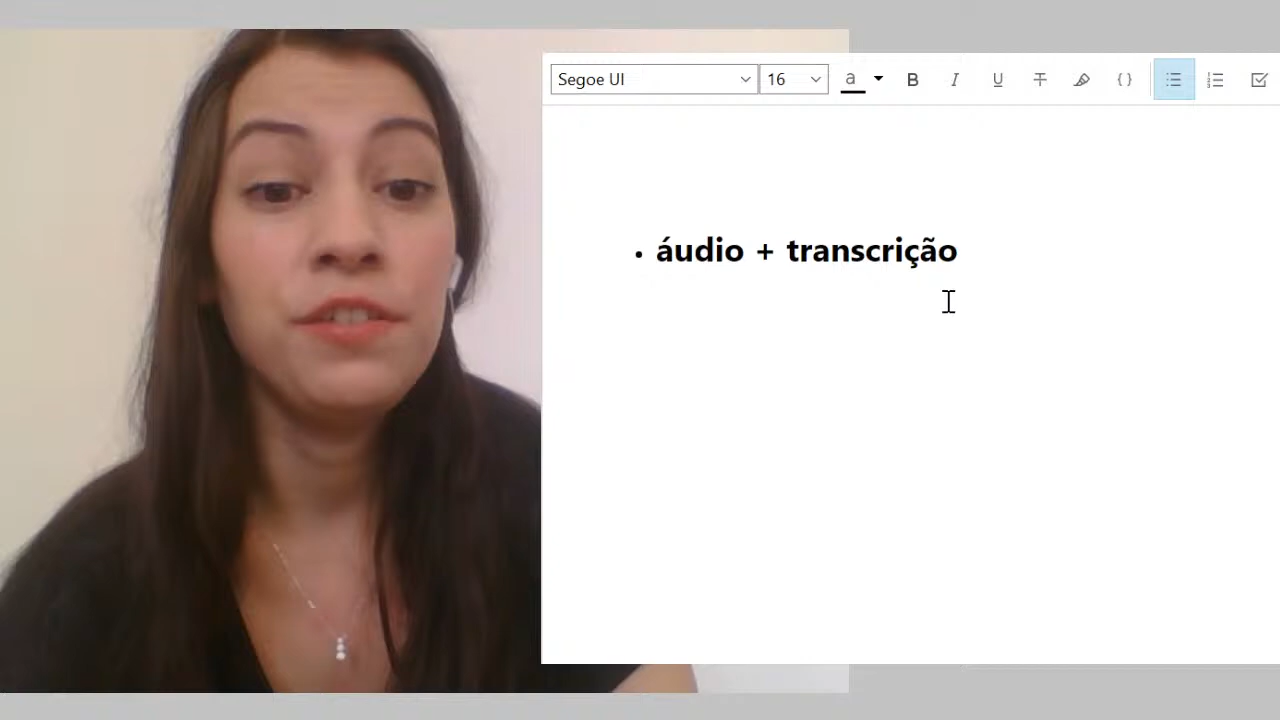 Segoe UI 16 a B I U T { }
• áudio + transcrição